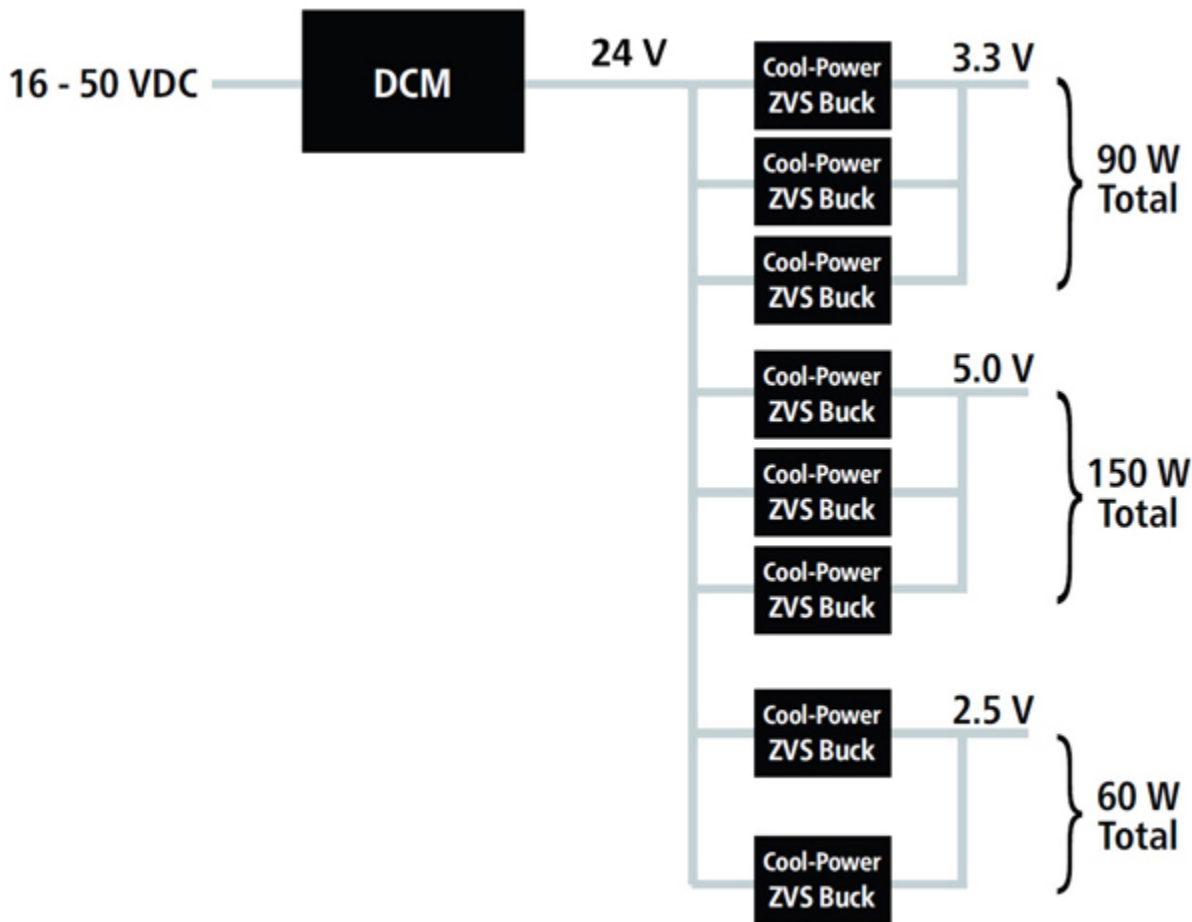 16 - 50 VDC
DCM
24 V
Cool-Power
ZVS Buck
3.3 V
Cool-Power
ZVS Buck
Cool-Power
ZVS Buck
90 W
Total
Cool-Power
ZVS Buck
5.0 V
Cool-Power
ZVS Buck
Cool-Power
ZVS Buck
150 W
Total
Cool-Power
ZVS Buck
2.5 V
Cool-Power
ZVS Buck
60 W
Total